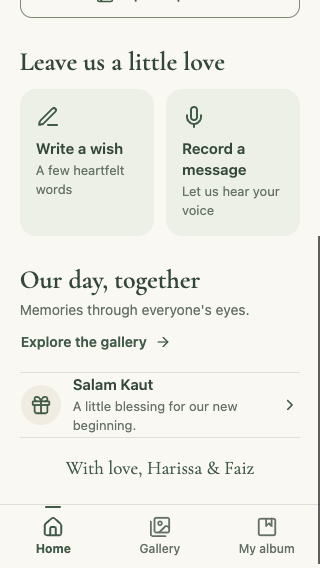 Leave us a little love
Write a wish
A few heartfelt
words
Record a
message
Let us hear your
voice
Our day, together
Memories through everyone's eyes.
Explore the gallery
Salam Kaut
A little blessing for our new
beginning.
With love, Harissa & Faiz
Home
Gallery
My album